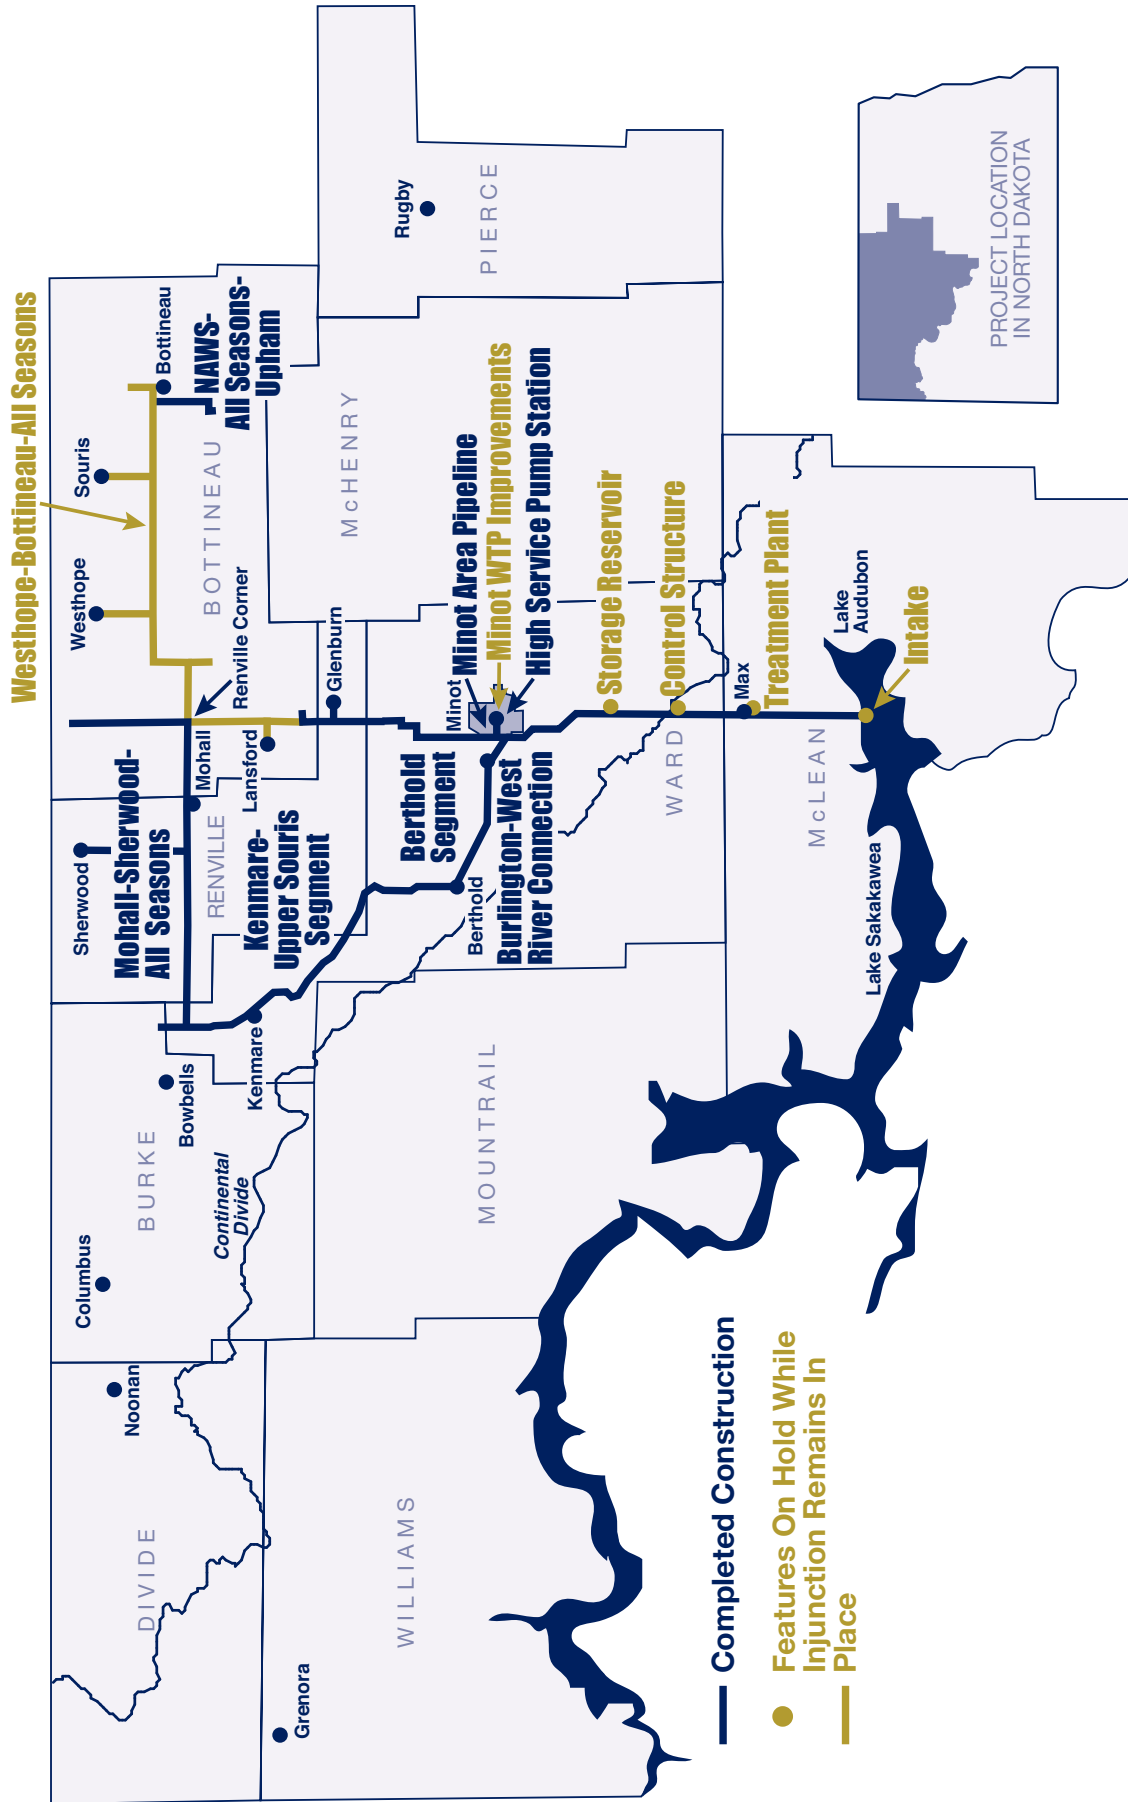 Westhope-Bottineau-All Seasons
Westhope
Souris
Bottineau
NAWS-
All Seasons-
Upham
BOTTINEAU
Renville Corner
Sherwood
Mohall-Sherwood-
All Seasons
Mohall
Lansford
RENVILLE
Glenburn
Kenmare-
Upper Souris
Segment
Rugby
PIERCE
McHENRY
Minot
Minot Area Pipeline
Minot WTP Improvements
High Service Pump Station
Berthold
Segment
Berthold
Burlington-West
River Connection
Storage Reservoir
Control Structure
WARD
Max
Treatment Plant
McLEAN
Lake
Audubon
Intake
Lake Sakakawea
Columbus
BURKE
Bowbells
Kenmare
Continental
Divide
MOUNTRAIL
Noonan
DIVIDE
Grenora
WILLIAMS
Completed Construction
Features On Hold While
Injunction Remains In
Place
PROJECT LOCATION
IN NORTH DAKOTA